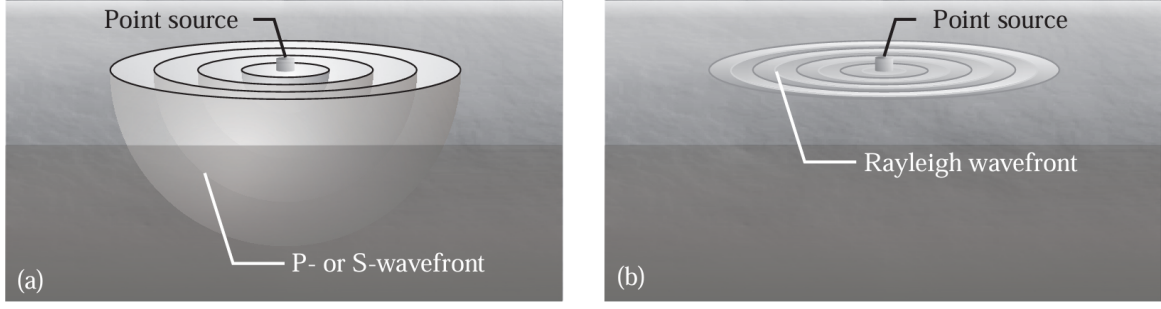 Point source
P- or S-wavefront
(a)
Point source
Rayleigh wavefront
(b)